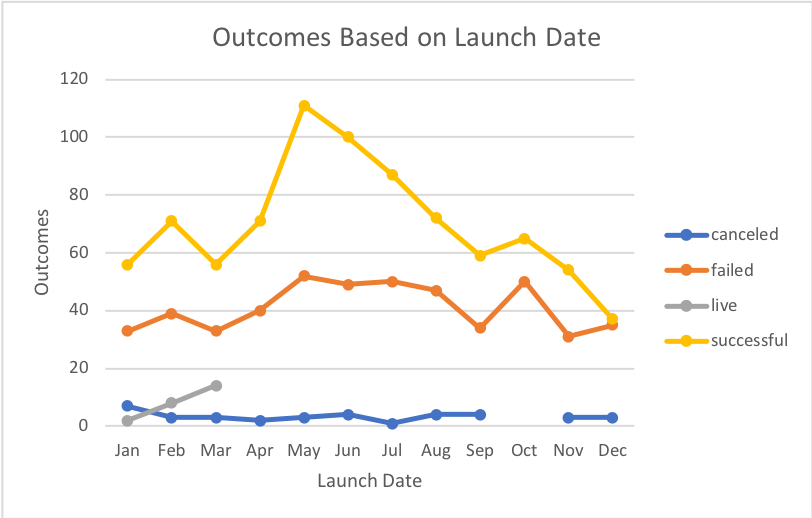 Outcomes Based on Launch Date
120
100
80
60
40
20
0
Outcomes
Jan Feb Mar Apr May Jun Jul Aug Sep Oct Nov Dec
Launch Date
canceled
failed
live
successful